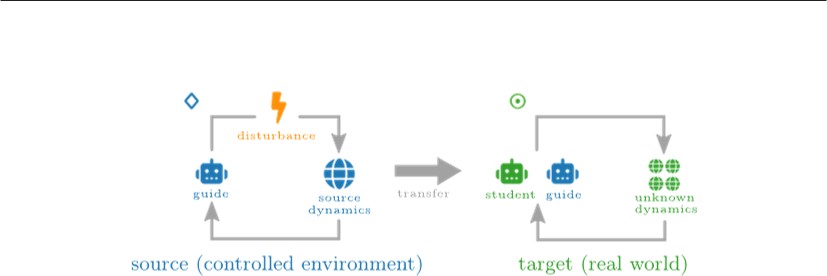 disturbance
guide
source
dynamics
transfer
student guide
unknown
dynamics
source (controlled environment)
target (real world)